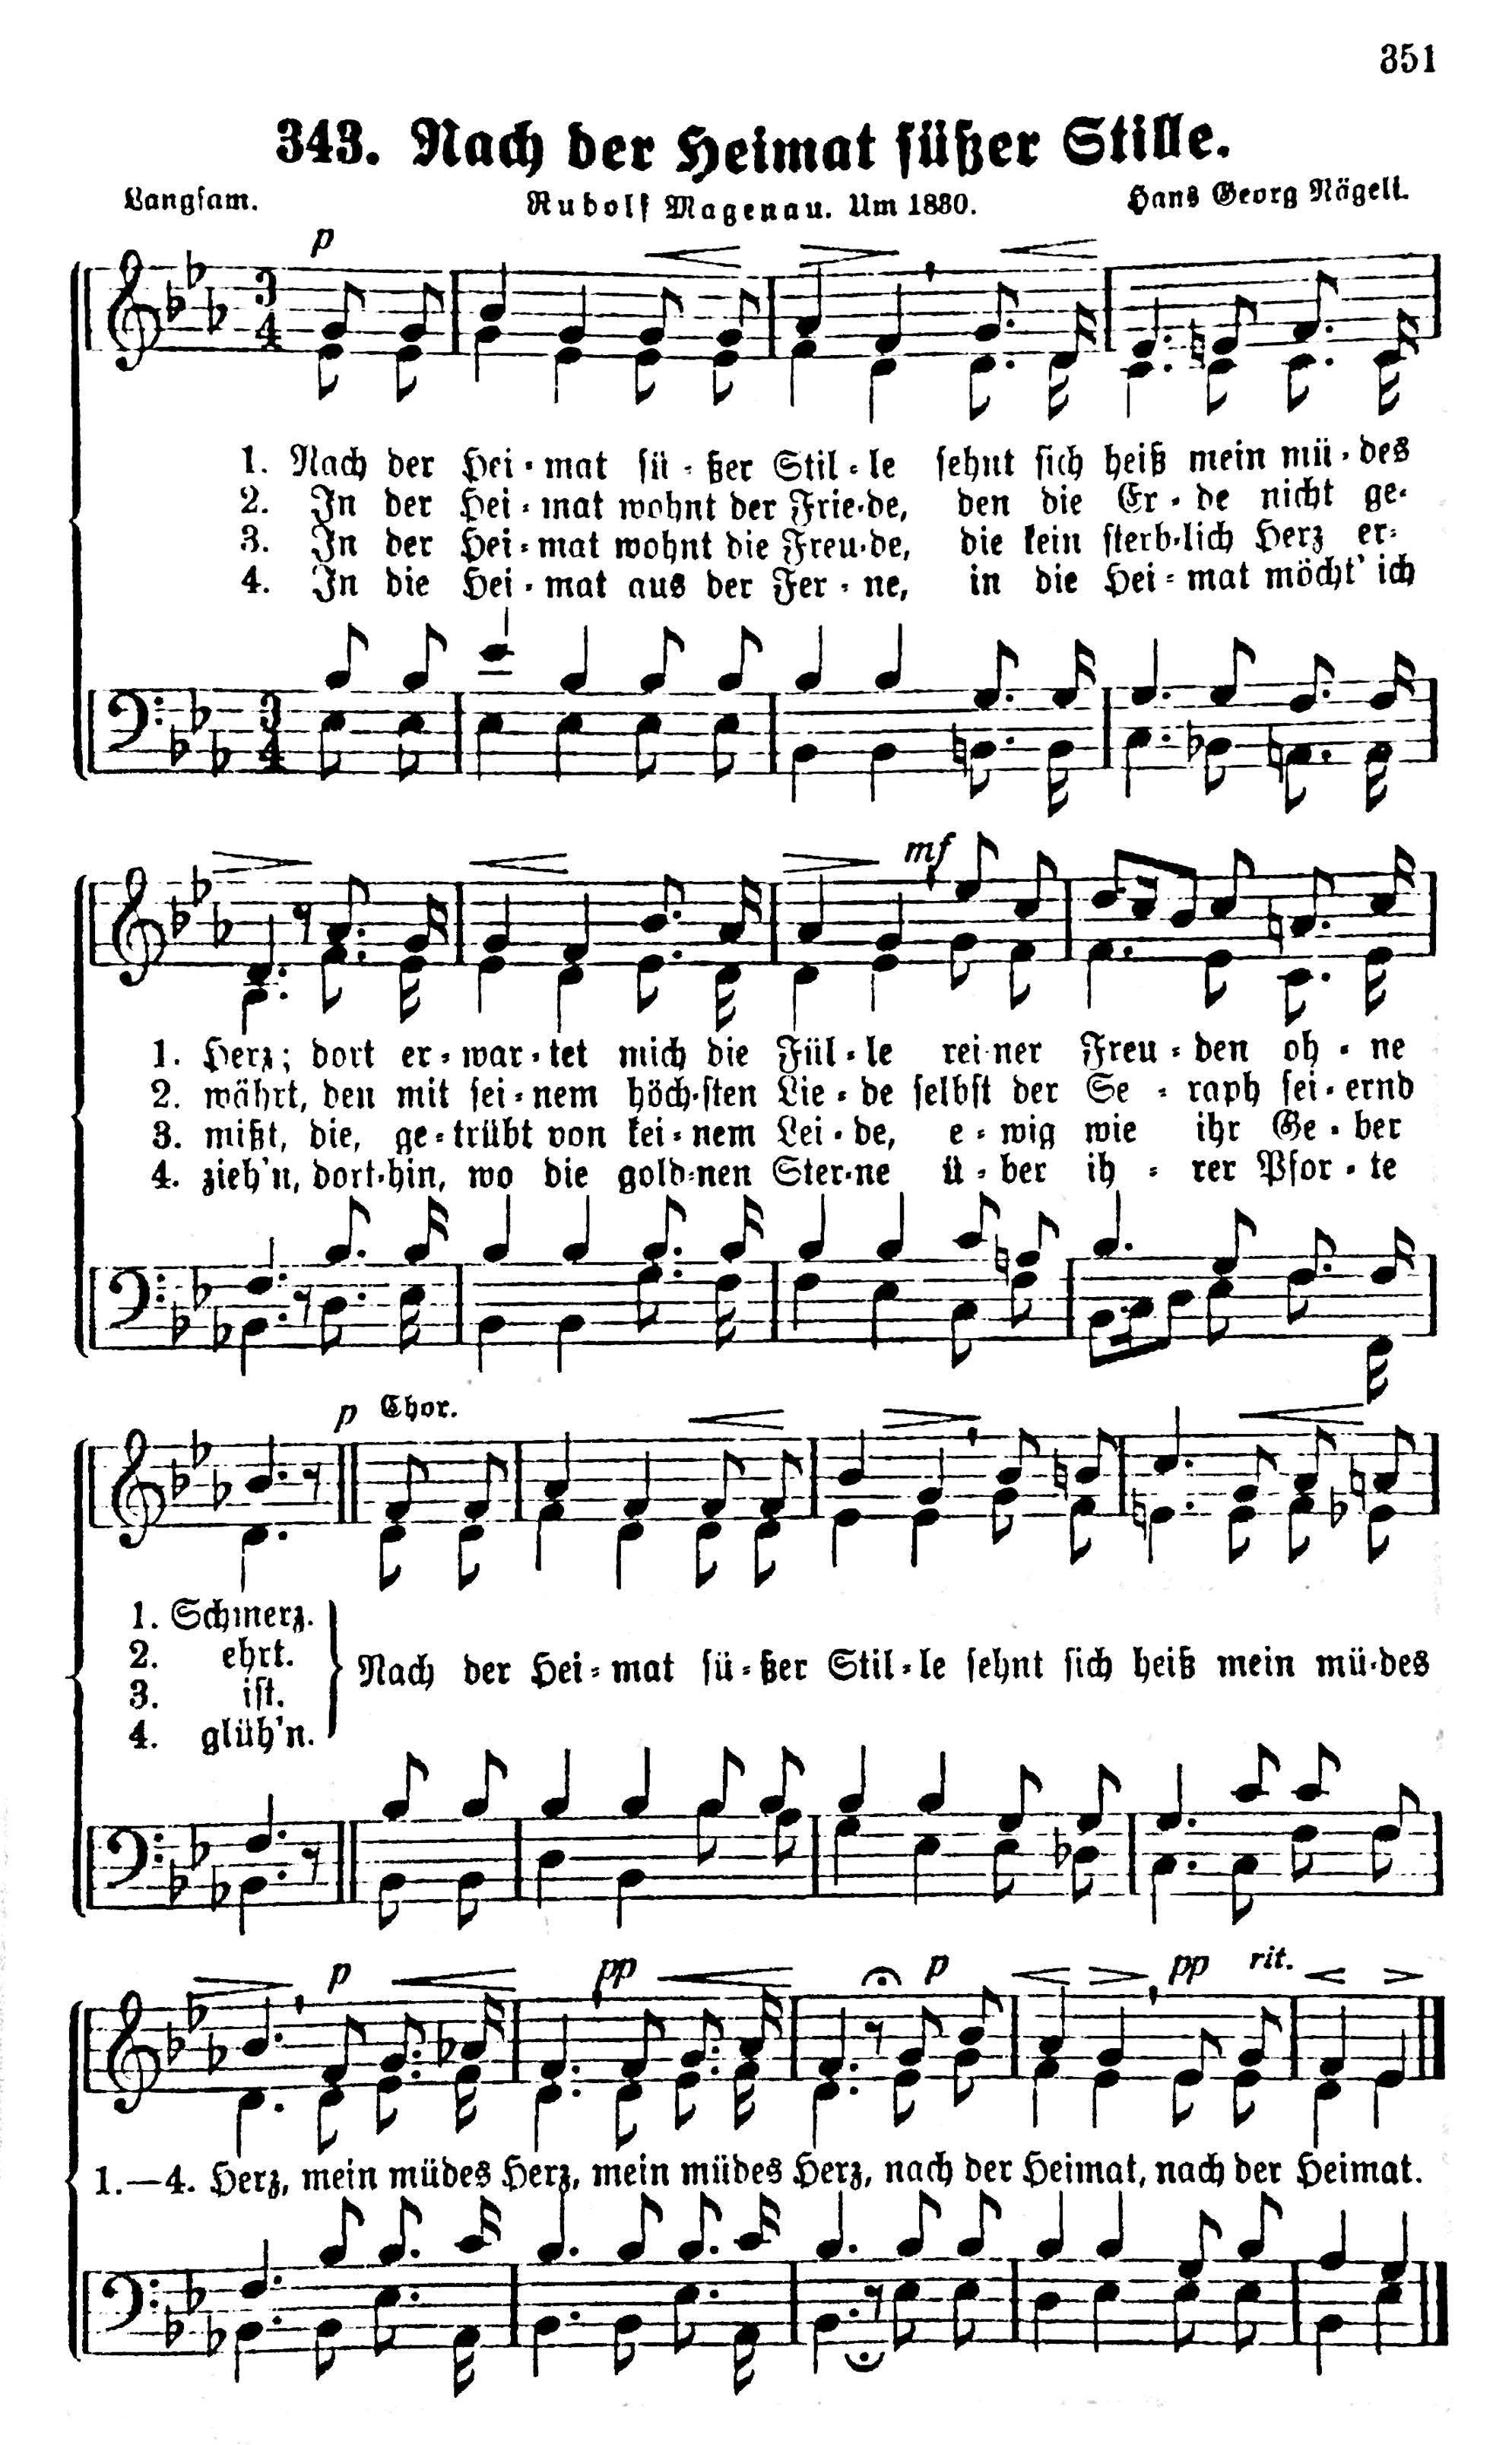 351
343. Nach der Heimat süßer Stille.
Langsam. Rudolf Magenau. Um 1830. Hans Georg Nägeli.
p
3 4
1. Nach der Hei-mat sü-ßer Stil-le sehnt sich heiß mein mü-des
2. In der Hei-mat wohnt der Frie-de, den die Er-de nicht ge-
3. In der Hei-mat wohnt die Freu-de, die kein sterb-lich Herz er-
4. In die Hei-mat aus der Fer-ne, in die Hei-mat möcht' ich
3 4
mf
1. Herz; dort er-war-tet mich die Fül-le rei-ner Freu-den oh-ne
2. währt, den mit sei-nem höch-sten Lie-de selbst der Se-raph fei-ernd
3. mißt, die, ge-trübt von kei-nem Lei-de, e-wig wie ihr Ge-ber
4. zieh'n, dort-hin, wo die gold-nen Ster-ne ü-ber ih-rer Pfor-te
p Chor.
1. Schmerz.
2. ehrt.
3. ist.
4. glüh'n.
Nach der Hei-mat sü-ßer Stil-le sehnt sich heiß mein mü-des
p pp p pp rit.
1.—4. Herz, mein müdes Herz, mein müdes Herz, nach der Heimat, nach der Heimat.